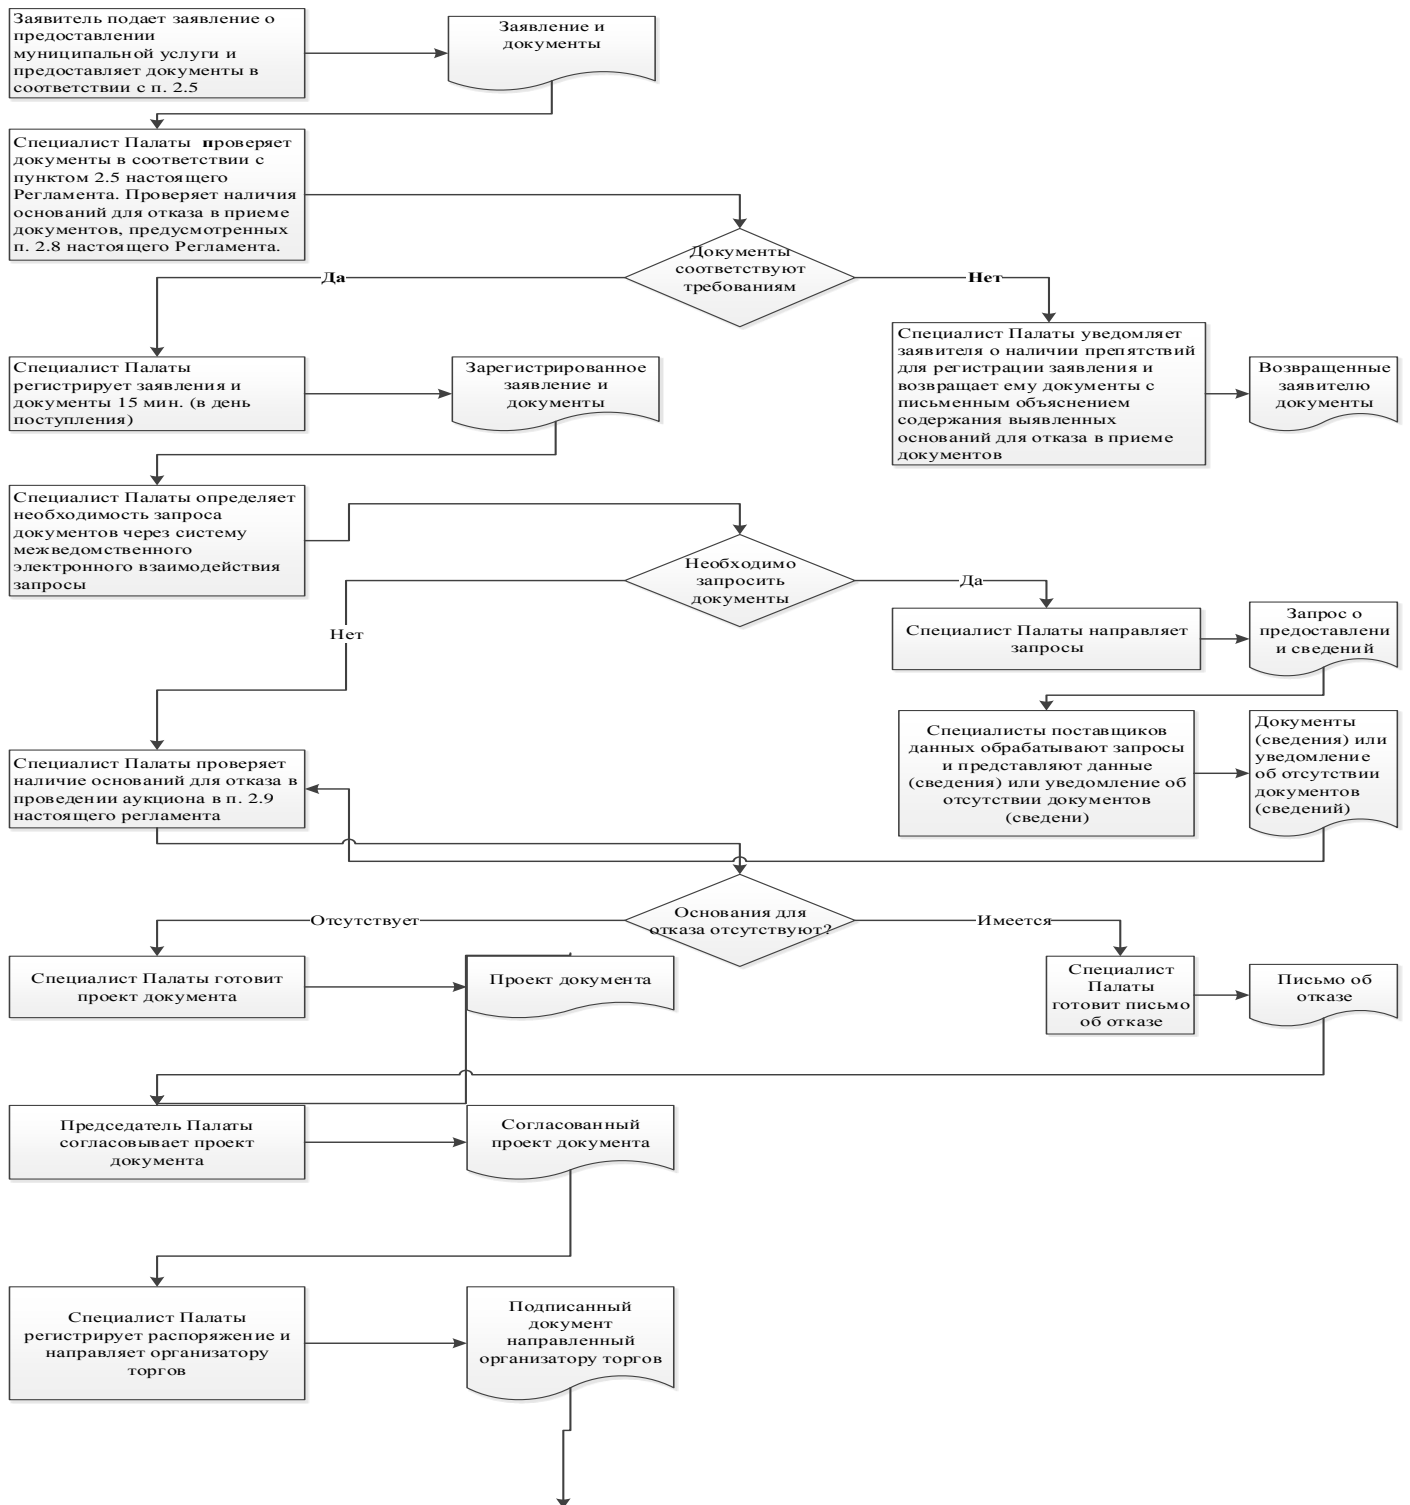 Заявитель подает заявление о
предоставлении
муниципальной услуги и
предоставляет документы в
соответствии с п. 2.5
Заявление и
документы
Специалист Палаты проверяет
документы в соответствии с
пунктом 2.5 настоящего
Регламента. Проверяет наличия
оснований для отказа в приеме
документов, предусмотренных
п. 2.8 настоящего Регламента.
Документы
соответствуют
требованиям
Да
Нет
Специалист Палаты
регистрирует заявления и
документы 15 мин. (в день
поступления)
Зарегистрированное
заявление и
документы
Специалист Палаты уведомляет
заявителя о наличии препятствий
для регистрации заявления и
возвращает ему документы с
письменным объяснением
содержания выявленных
оснований для отказа в приеме
документов
Возвращенные
заявителю
документы
Специалист Палаты определяет
необходимость запроса
документов через систему
межведомственного
электронного взаимодействия
запросы
Необходимо
запросить
документы
Да
Нет
Специалист Палаты направляет
запросы
Запрос о
предоставлени
и сведений
Специалисты поставщиков
данных обрабатывают запросы
и представляют данные
(сведения) или уведомление об
отсутствии документов
(сведени)
Документы
(сведения) или
уведомление
об отсутствии
документов
(сведений)
Специалист Палаты проверяет
наличие оснований для отказа в
проведении аукциона в п. 2.9
настоящего регламента
Основания для
отказа отсутствуют?
Отсутствует
Имеется
Специалист Палаты готовит
проект документа
Проект документа
Специалист
Палаты
готовит письмо
об отказе
Письмо об
отказе
Председатель Палаты
согласовывает проект
документа
Согласованный
проект документа
Специалист Палаты
регистрирует распоряжение и
направляет организатору
торгов
Подписанный
документ
направленный
организатору торгов